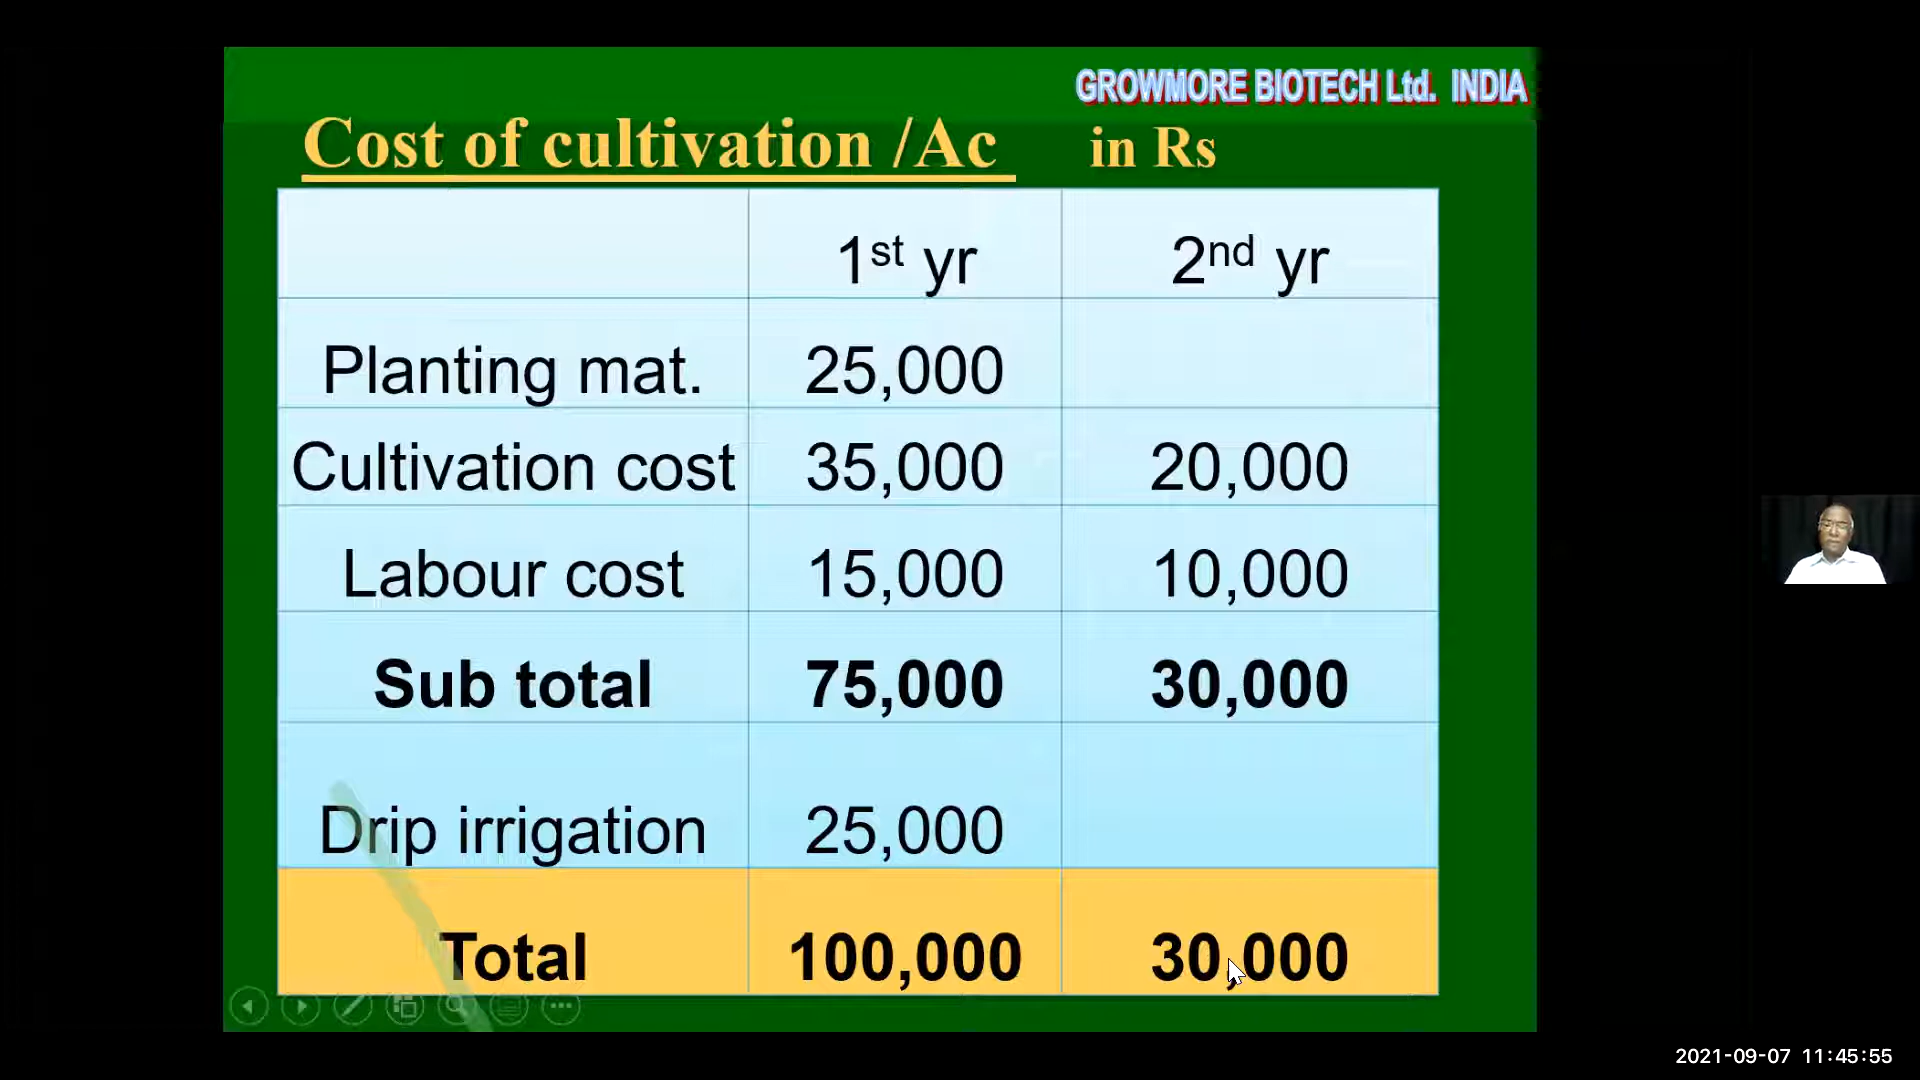 GROWMORE BIOTECH Ltd. INDIA
Cost of cultivation /Ac in Rs
1st yr 2nd yr
Planting mat. 25,000
Cultivation cost 35,000 20,000
Labour cost 15,000 10,000
Sub total 75,000 30,000
Drip irrigation 25,000
Total 100,000 30,000
2021-09-07 11:45:55